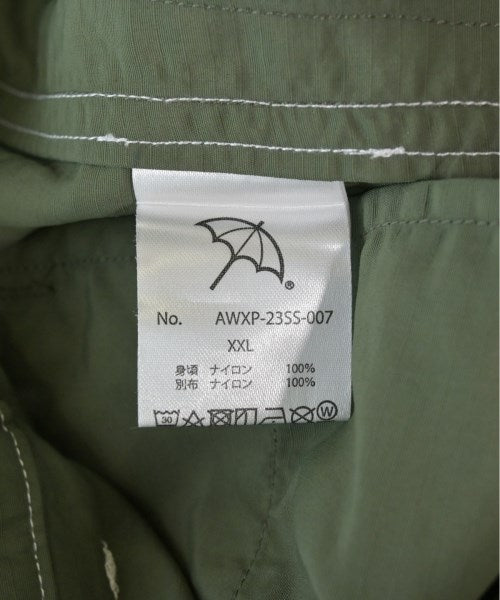 ®
No. AWXP-23SS-007
XXL
身頃 ナイロン 100%
別布 ナイロン 100%
30 W